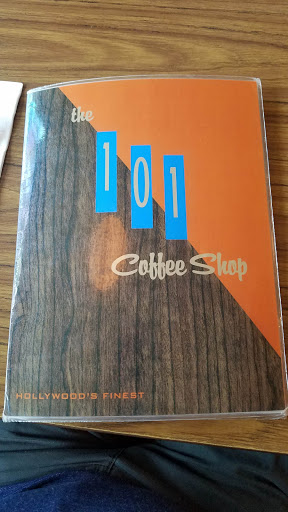 the
101
Coffee Shop
HOLLYWOOD'S FINEST